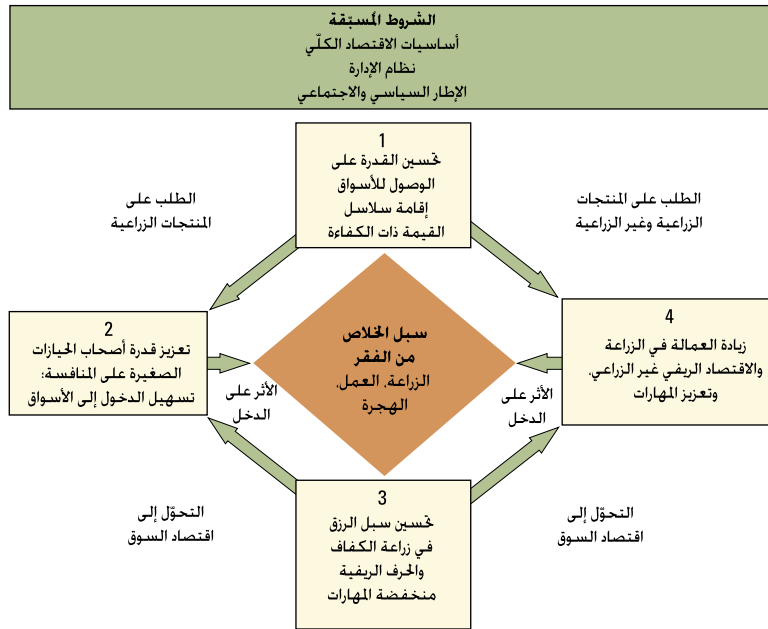 الشروط المسبّقة
أساسيات الاقتصاد الكلّي
نظام الإدارة
الإطار السياسي والاجتماعي
1
تحسين القدرة على
الوصول للأسواق
إقامة سلاسل
القيمة ذات الكفاءة
الطلب على المنتجات
الزراعية وغير الزراعية
الطلب على
المنتجات الزراعية
4
زيادة العمالة في الزراعة
والاقتصاد الريفي غير الزراعي،
وتعزيز المهارات
سبل الخلاص
من الفقر
الزراعة، العمل،
الهجرة
2
تعزيز قدرة أصحاب الحيازات
الصغيرة على المنافسة؛
تسهيل الدخول إلى الأسواق
الأثر على
الدخل
الأثر على
الدخل
3
تحسين سبل الرزق
في زراعة الكفاف
والحرف الريفية
منخفضة المهارات
التحوّل إلى
اقتصاد السوق
التحوّل إلى
اقتصاد السوق